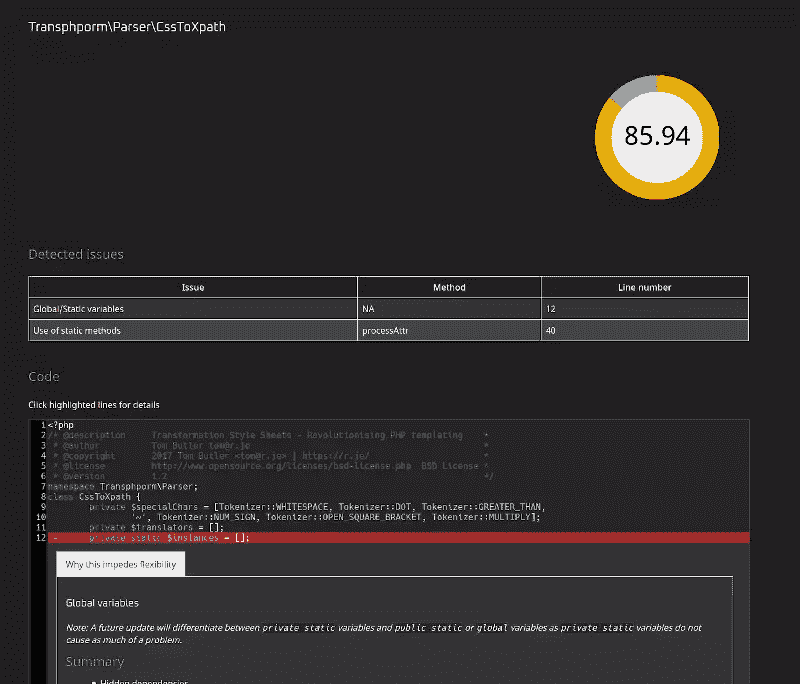 Transphporm\Parser\CssToXpath
85.94
Detected issues
Issue Method Line number
Global/Static variables NA 12
Use of static methods processAttr 40
Code
Click highlighted lines for details
1 <?php
2 /* @description Transformation Style Sheets - Revolutionising PHP templating *
3 * @author Tom Butler tom@r.je *
4 * @copyright 2017 Tom Butler <tom@r.je> | https://r.je/ *
5 * @license http://www.opensource.org/licenses/bsd-license.php BSD License *
6 * @version 1.2 */
7 namespace Transphporm\Parser;
8 class CssToXpath {
9 private $specialChars = [Tokenizer::WHITESPACE, Tokenizer::DOT, Tokenizer::GREATER_THAN,
10 '~', Tokenizer::NUM_SIGN, Tokenizer::OPEN_SQUARE_BRACKET, Tokenizer::MULTIPLY];
11 private $translators = [];
12 - private static $instances = [];
Why this impedes flexibility
Global variables
Note: A future update will differentiate between private static variables and public static or global variables as private static variables do not
cause as much of a problem.
Summary
• Hidden dependencies